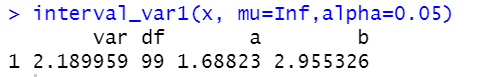 > interval_var1(x, mu=Inf,alpha=0.05)
var df a b
1 2.189959 99 1.68823 2.955326